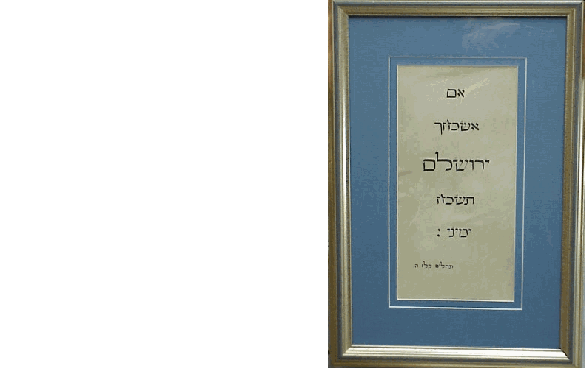 אם
אשכחך
ירושלם
תשכח
ימיני :